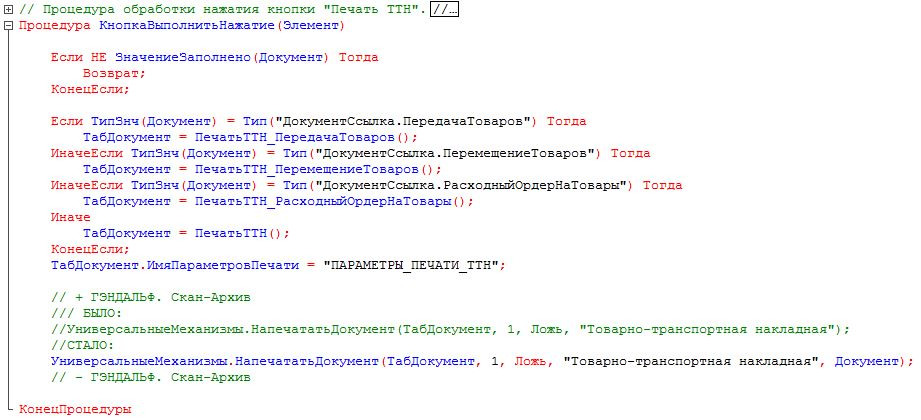 // Процедура обработки нажатия кнопки "Печать ТТН". //…
Процедура КнопкаВыполнитьНажатие(Элемент)
Если НЕ ЗначениеЗаполнено(Документ) Тогда
Возврат;
КонецЕсли;
Если ТипЗнч(Документ) = Тип("ДокументСсылка.ПередачаТоваров") Тогда
ТабДокумент = ПечатьТТН_ПередачаТоваров();
ИначеЕсли ТипЗнч(Документ) = Тип("ДокументСсылка.ПеремещениеТоваров") Тогда
ТабДокумент = ПечатьТТН_ПеремещениеТоваров();
ИначеЕсли ТипЗнч(Документ) = Тип("ДокументСсылка.РасходныйОрдерНаТовары") Тогда
ТабДокумент = ПечатьТТН_РасходныйОрдерНаТовары();
Иначе
ТабДокумент = ПечатьТТН();
КонецЕсли;
ТабДокумент.ИмяПараметровПечати = "ПАРАМЕТРЫ_ПЕЧАТИ_ТТН";
// + ГЭНДАЛЬФ. Скан-Архив
/// БЫЛО:
//УниверсальныеМеханизмы.НапечататьДокумент(ТабДокумент, 1, Ложь, "Товарно-транспортная накладная");
//СТАЛО:
УниверсальныеМеханизмы.НапечататьДокумент(ТабДокумент, 1, Ложь, "Товарно-транспортная накладная", Документ);
// - ГЭНДАЛЬФ. Скан-Архив
КонецПроцедуры